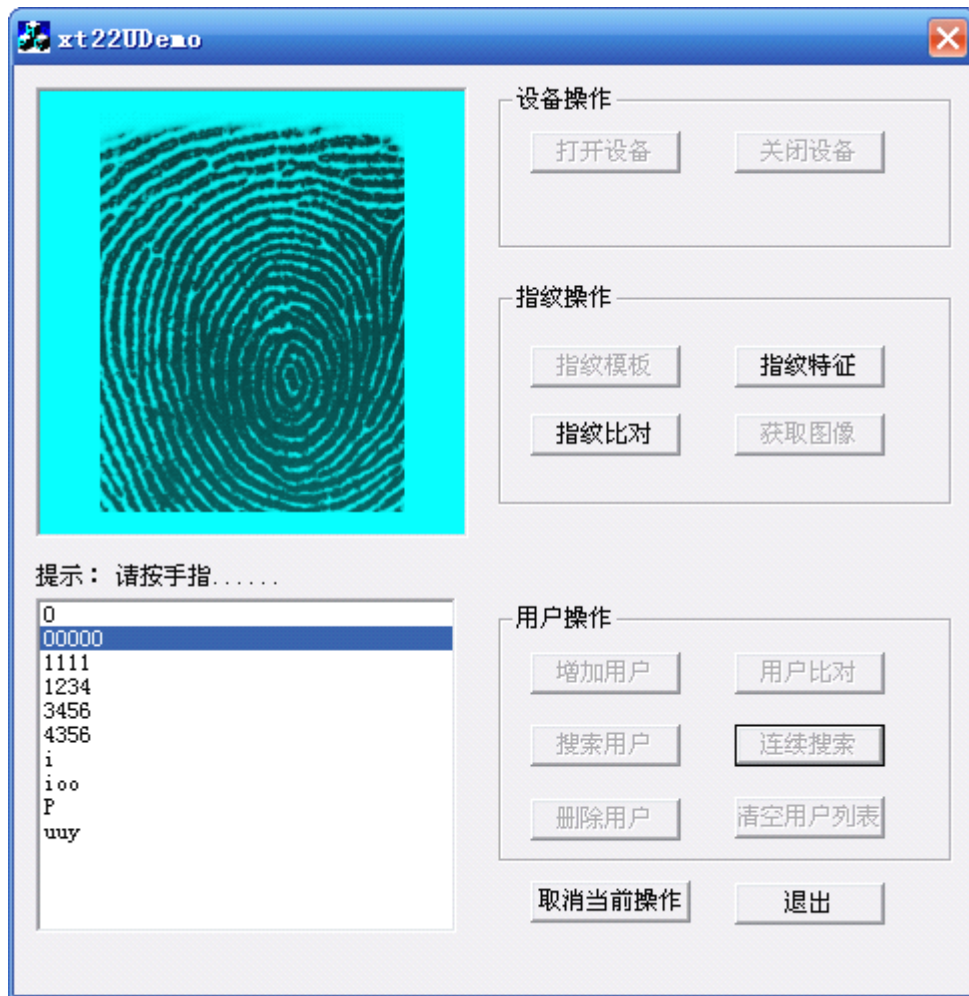 xt22UDemo
设备操作
打开设备 关闭设备
指纹操作
指纹模板 指纹特征
指纹比对 获取图像
提示： 请按手指......
0
00000
1111
1234
3456
4356
i
ioo
P
uuy
用户操作
增加用户 用户比对
搜索用户 连续搜索
删除用户 清空用户列表
取消当前操作 退出